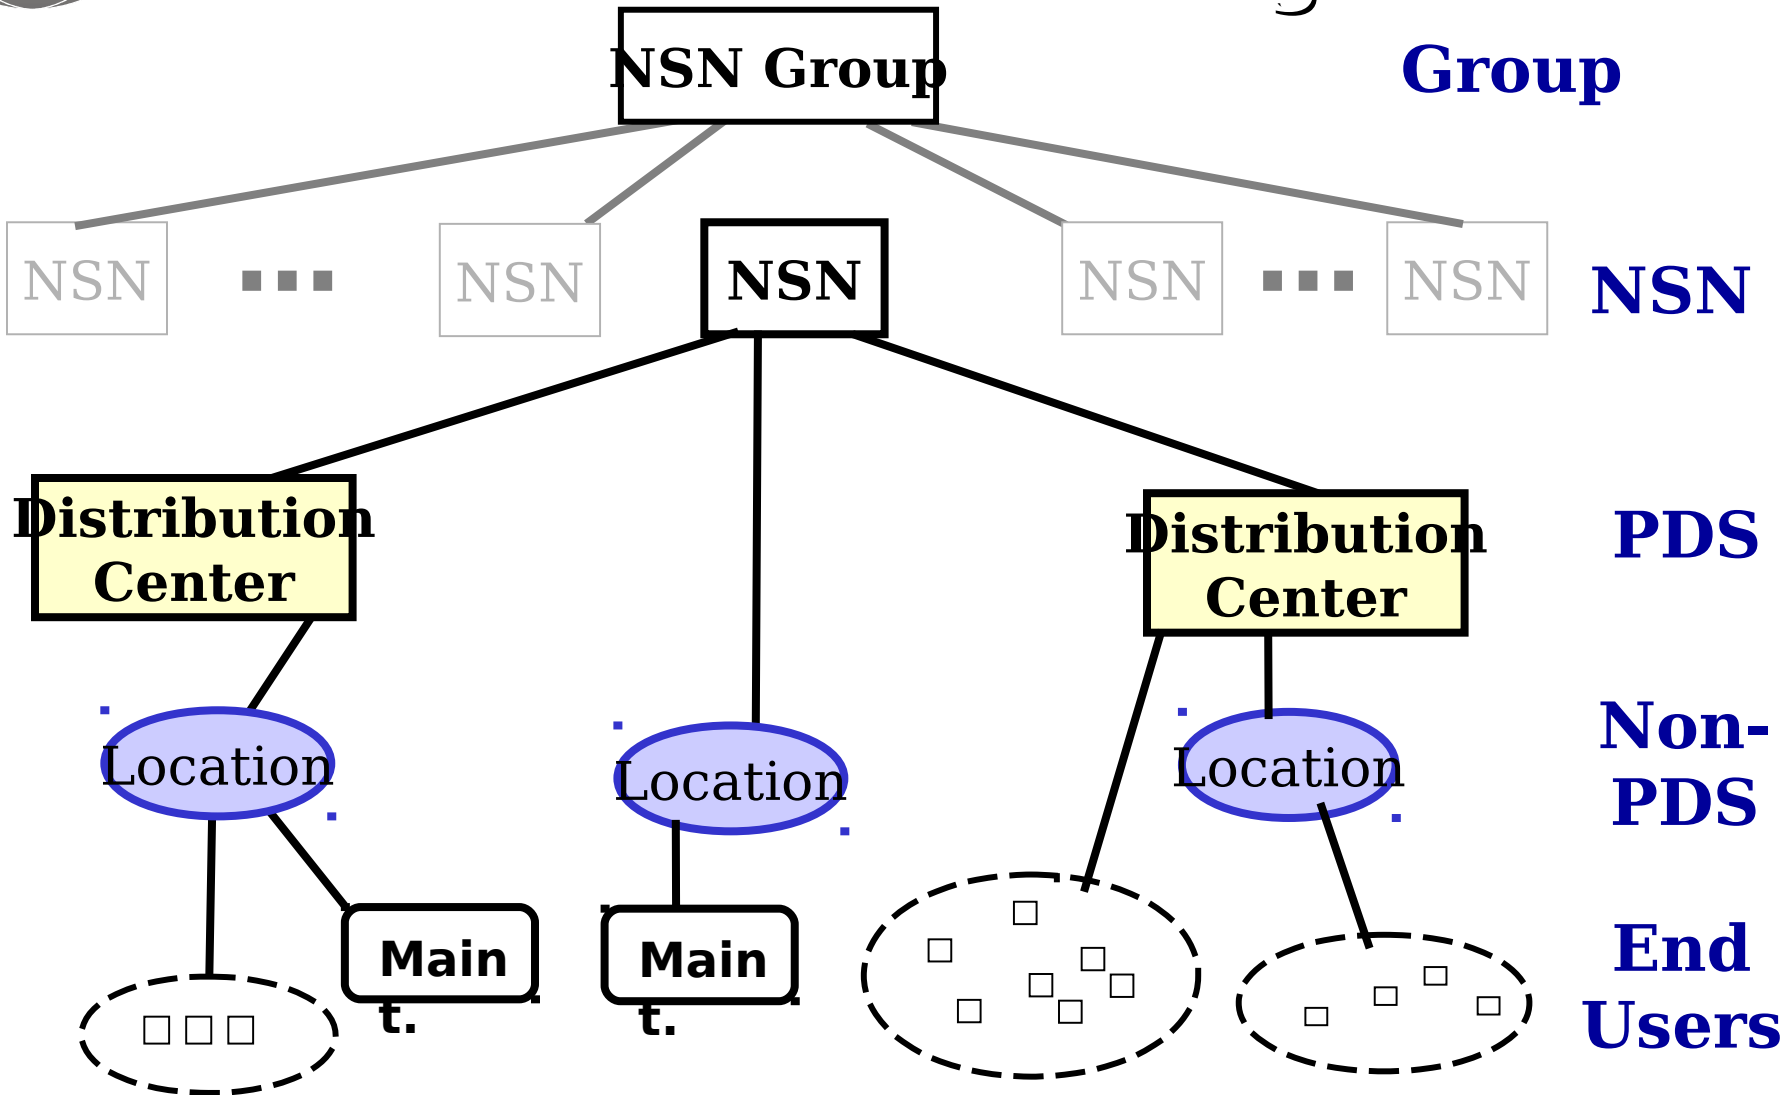 NSN Group
Group
NSN
NSN
NSN
NSN
NSN
NSN
Distribution
Center
Distribution
Center
PDS
Location
Location
Location
Non-
PDS
Main
t.
Main
t.
End
Users